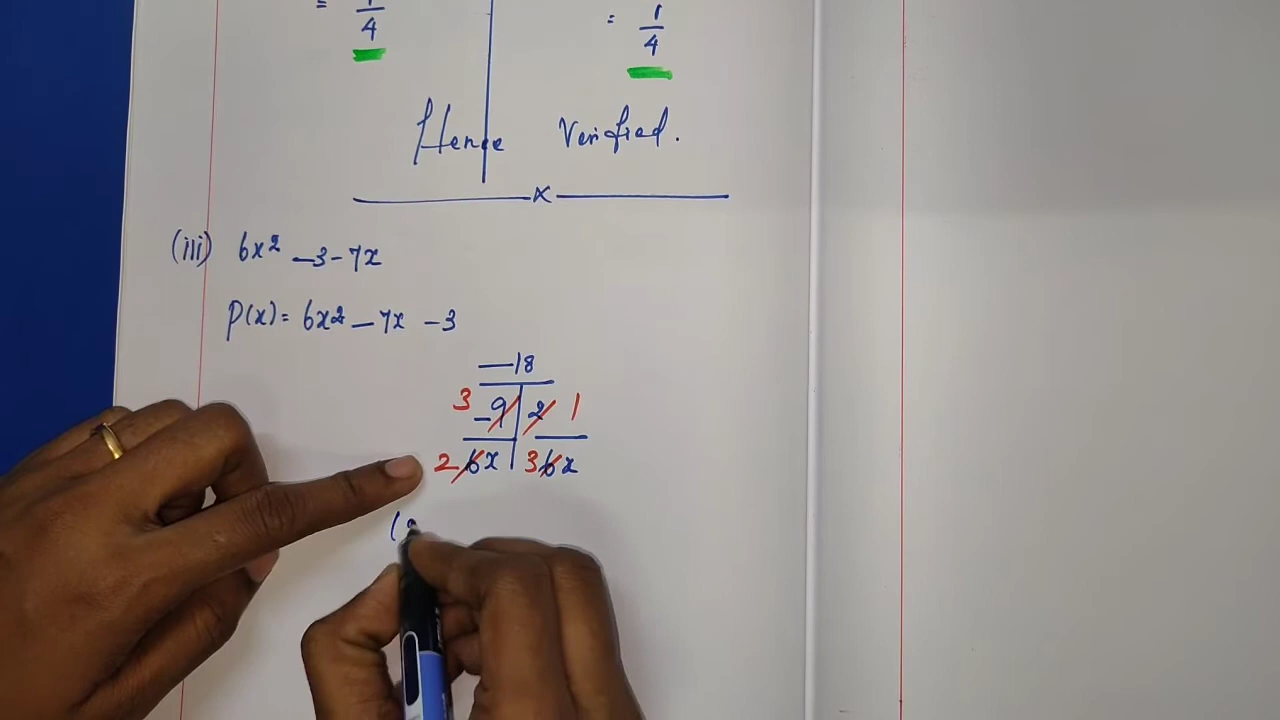 = 1/4 = 1/4
Hence Verified.
x
(iii) 6x² - 3 - 7x
P(x) = 6x² - 7x - 3
-18
3 -9 2 1
2 6x 3 6x
(